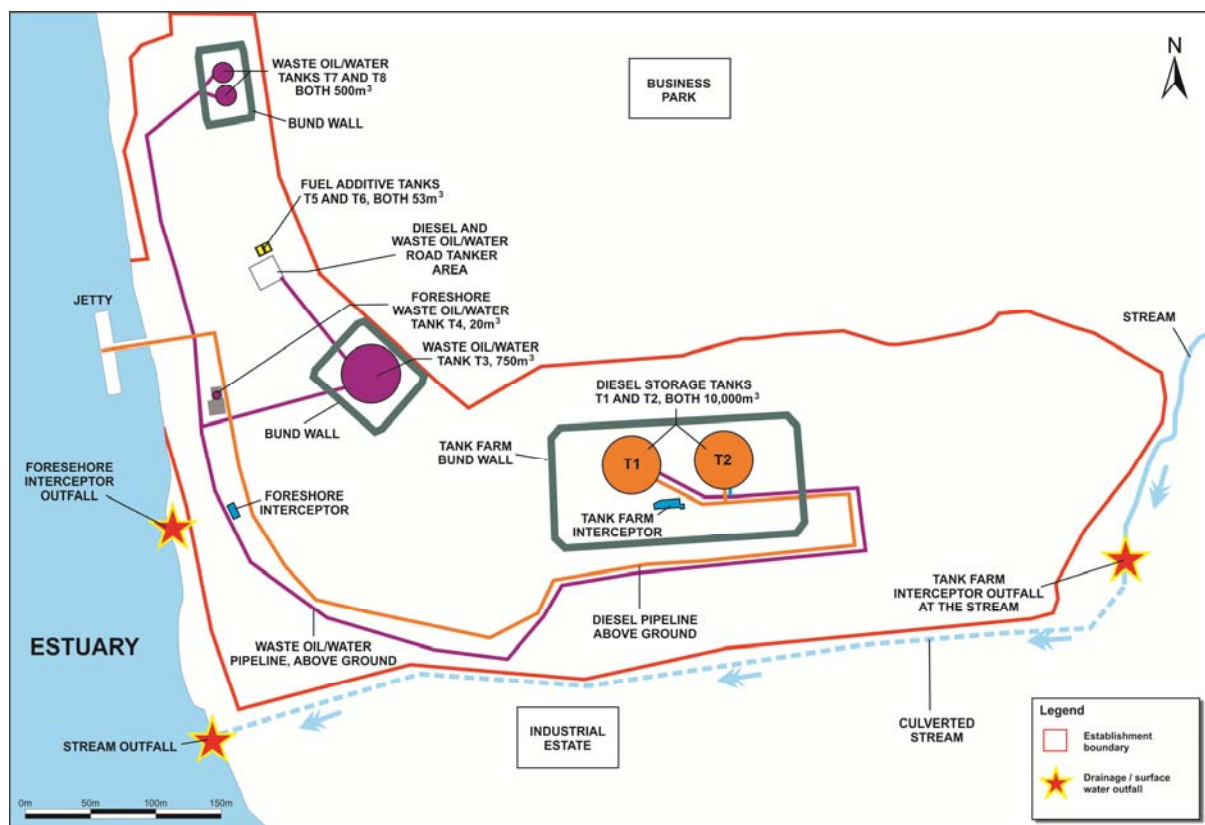 WASTE OIL/WATER
TANKS T7 AND T8
BOTH 500m³
BUND WALL
BUSINESS
PARK
N
FUEL ADDITIVE TANKS
T5 AND T6, BOTH 53m³
DIESEL AND
WASTE OIL/WATER
ROAD TANKER
AREA
JETTY
FORESHORE
WASTE OIL/WATER
TANK T4, 20m³
WASTE OIL/WATER
TANK T3, 750m³
STREAM
DIESEL STORAGE TANKS
T1 AND T2, BOTH 10,000m³
BUND WALL
TANK FARM
BUND WALL
T1
T2
FORESEHORE
INTERCEPTOR
OUTFALL
FORESHORE
INTERCEPTOR
TANK FARM
INTERCEPTOR
TANK FARM
INTERCEPTOR OUTFALL
AT THE STREAM
DIESEL PIPELINE
ABOVE GROUND
ESTUARY
WASTE OIL/WATER
PIPELINE, ABOVE GROUND
STREAM OUTFALL
INDUSTRIAL
ESTATE
CULVERTED
STREAM
Legend
Establishment
boundary
Drainage / surface
water outfall
0m 50m 100m 150m